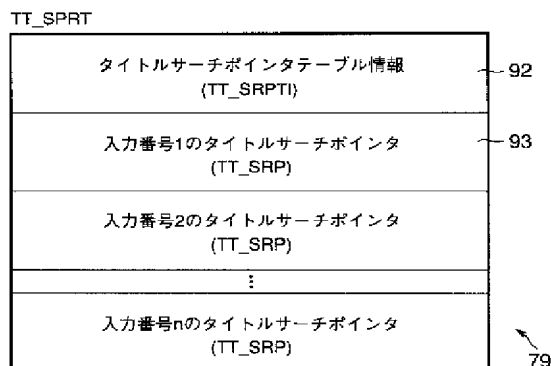 TT_SPRT
タイトルサーチポインタテーブル情報
(TT_SRPTI)
92
入力番号1のタイトルサーチポインタ
(TT_SRP)
93
入力番号2のタイトルサーチポインタ
(TT_SRP)
⋮
入力番号nのタイトルサーチポインタ
(TT_SRP)
79